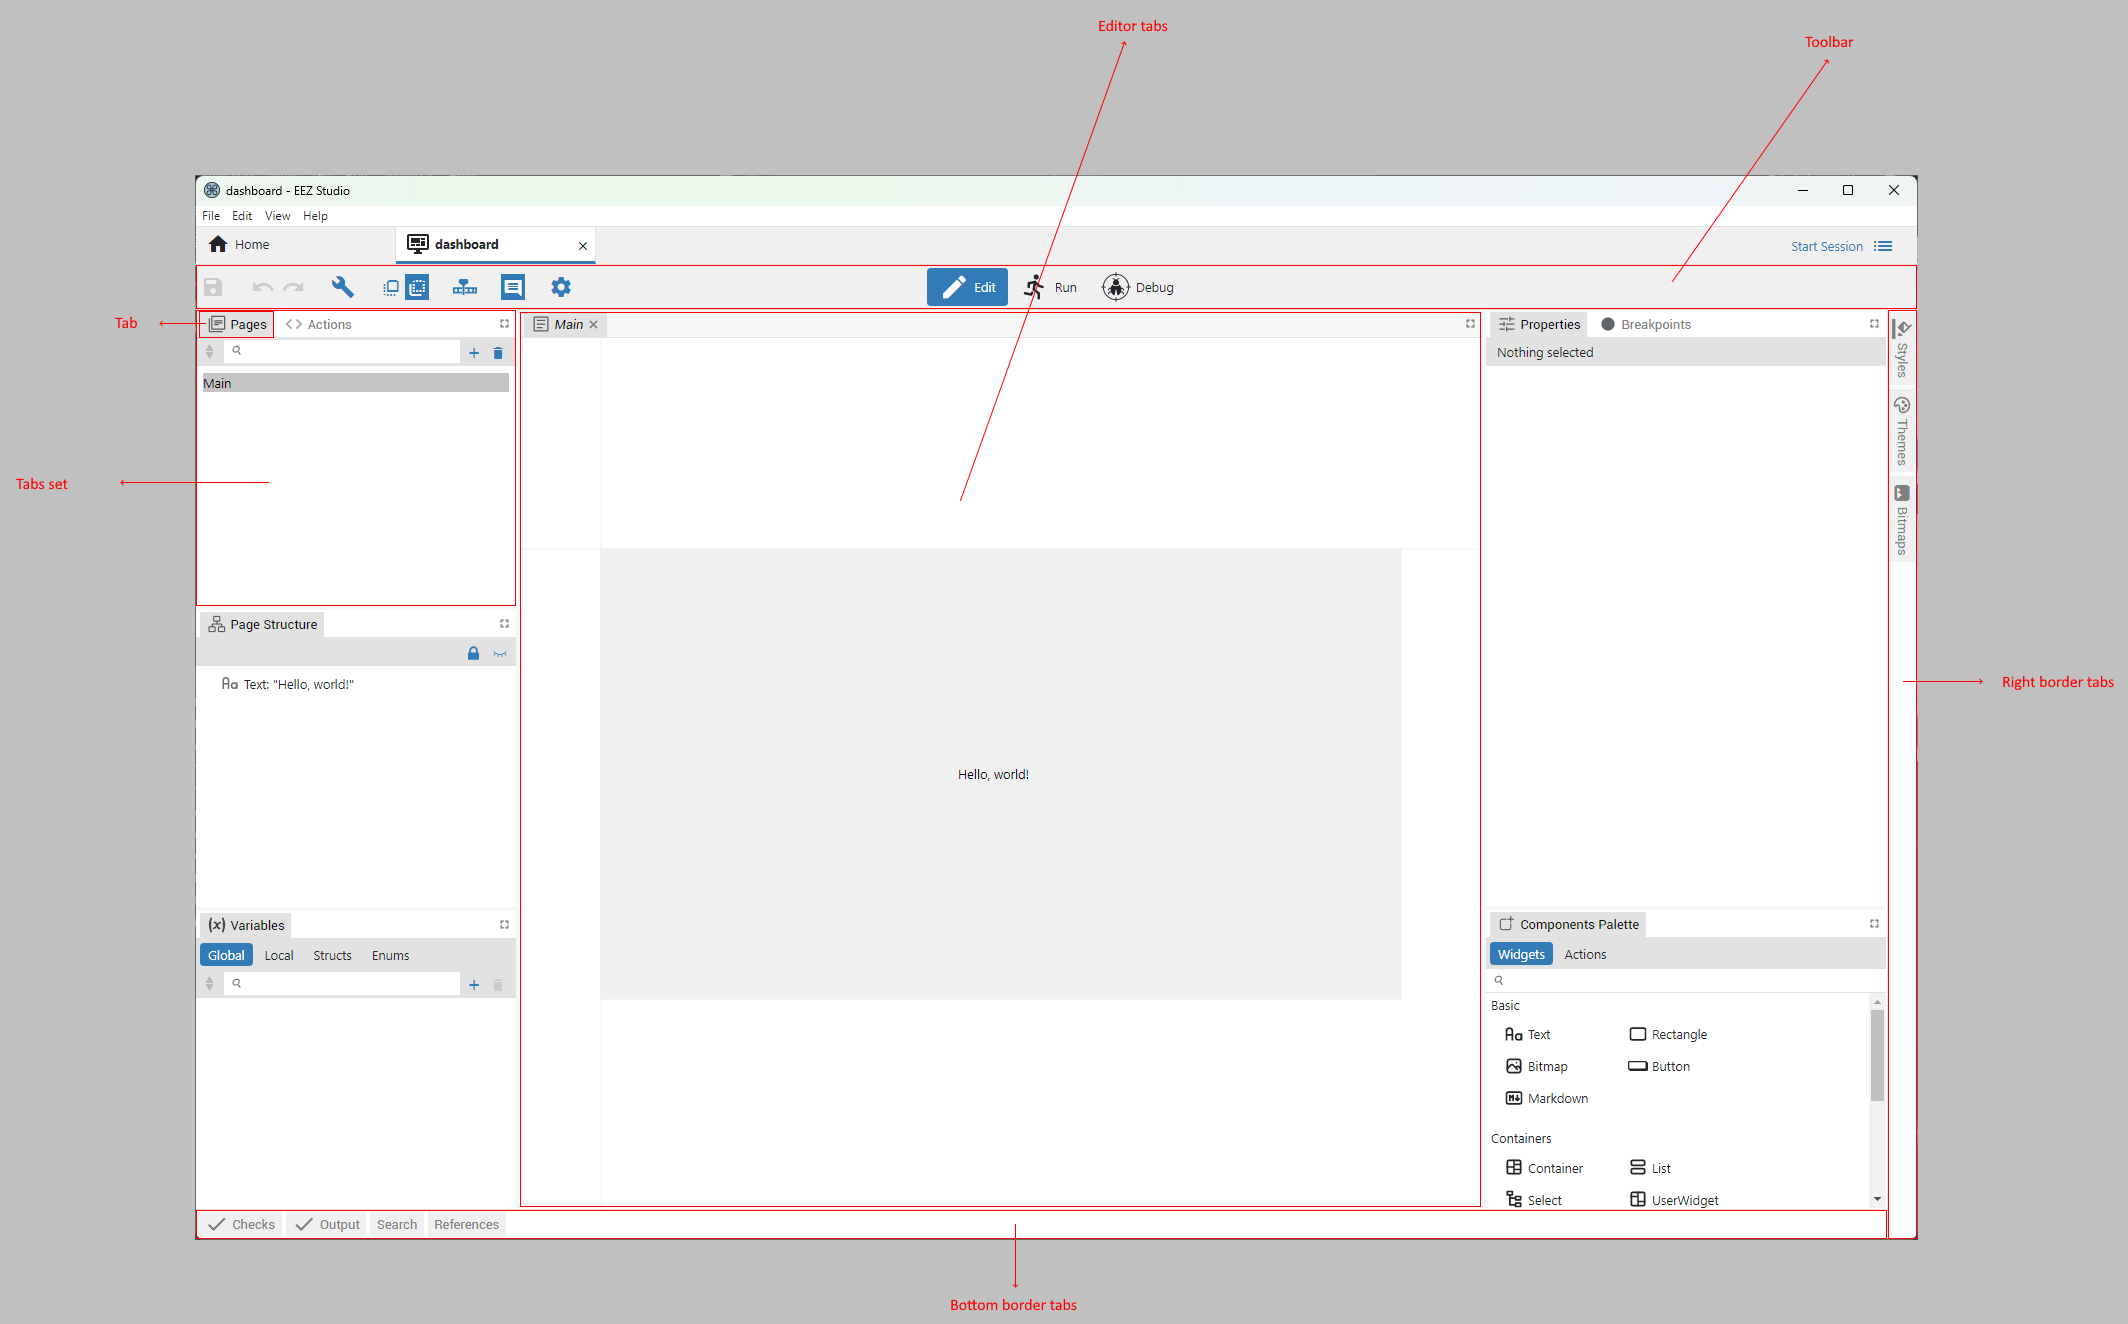 Editor tabs
Toolbar
dashboard - EEZ Studio
File Edit View Help
Home
dashboard
Start Session
Edit
Run
Debug
Tab
Pages
Actions
Main
Properties
Breakpoints
Nothing selected
Styles
Themes
Bitmaps
Main
Tabs set
Page Structure
Aa Text: "Hello, world!"
Right border tabs
Hello, world!
(x) Variables
Global Local Structs Enums
Components Palette
Widgets Actions
Basic
Aa Text
Rectangle
Bitmap
Button
Markdown
Containers
Container
List
Select
UserWidget
Checks
Output
Search
References
Bottom border tabs